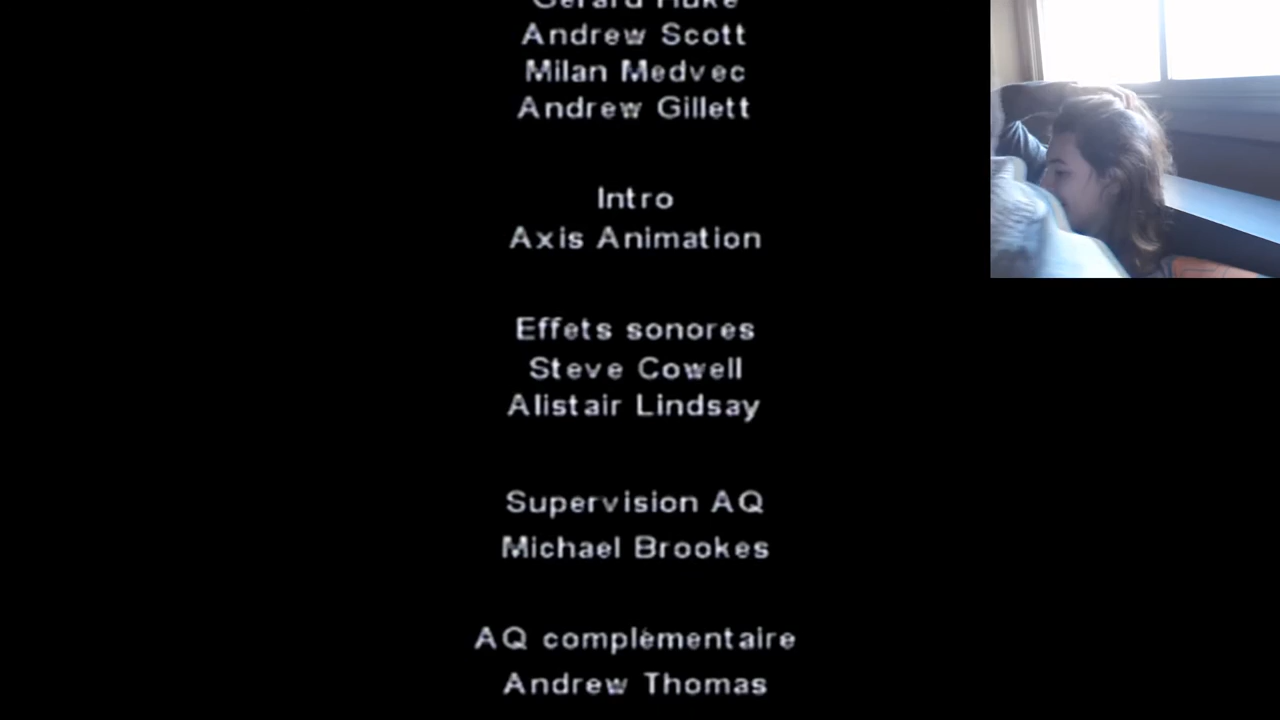 Andrew Scott
Milan Medvec
Andrew Gillett
Intro
Axis Animation
Effets sonores
Steve Cowell
Alistair Lindsay
Supervision AQ
Michael Brookes
AQ complémentaire
Andrew Thomas